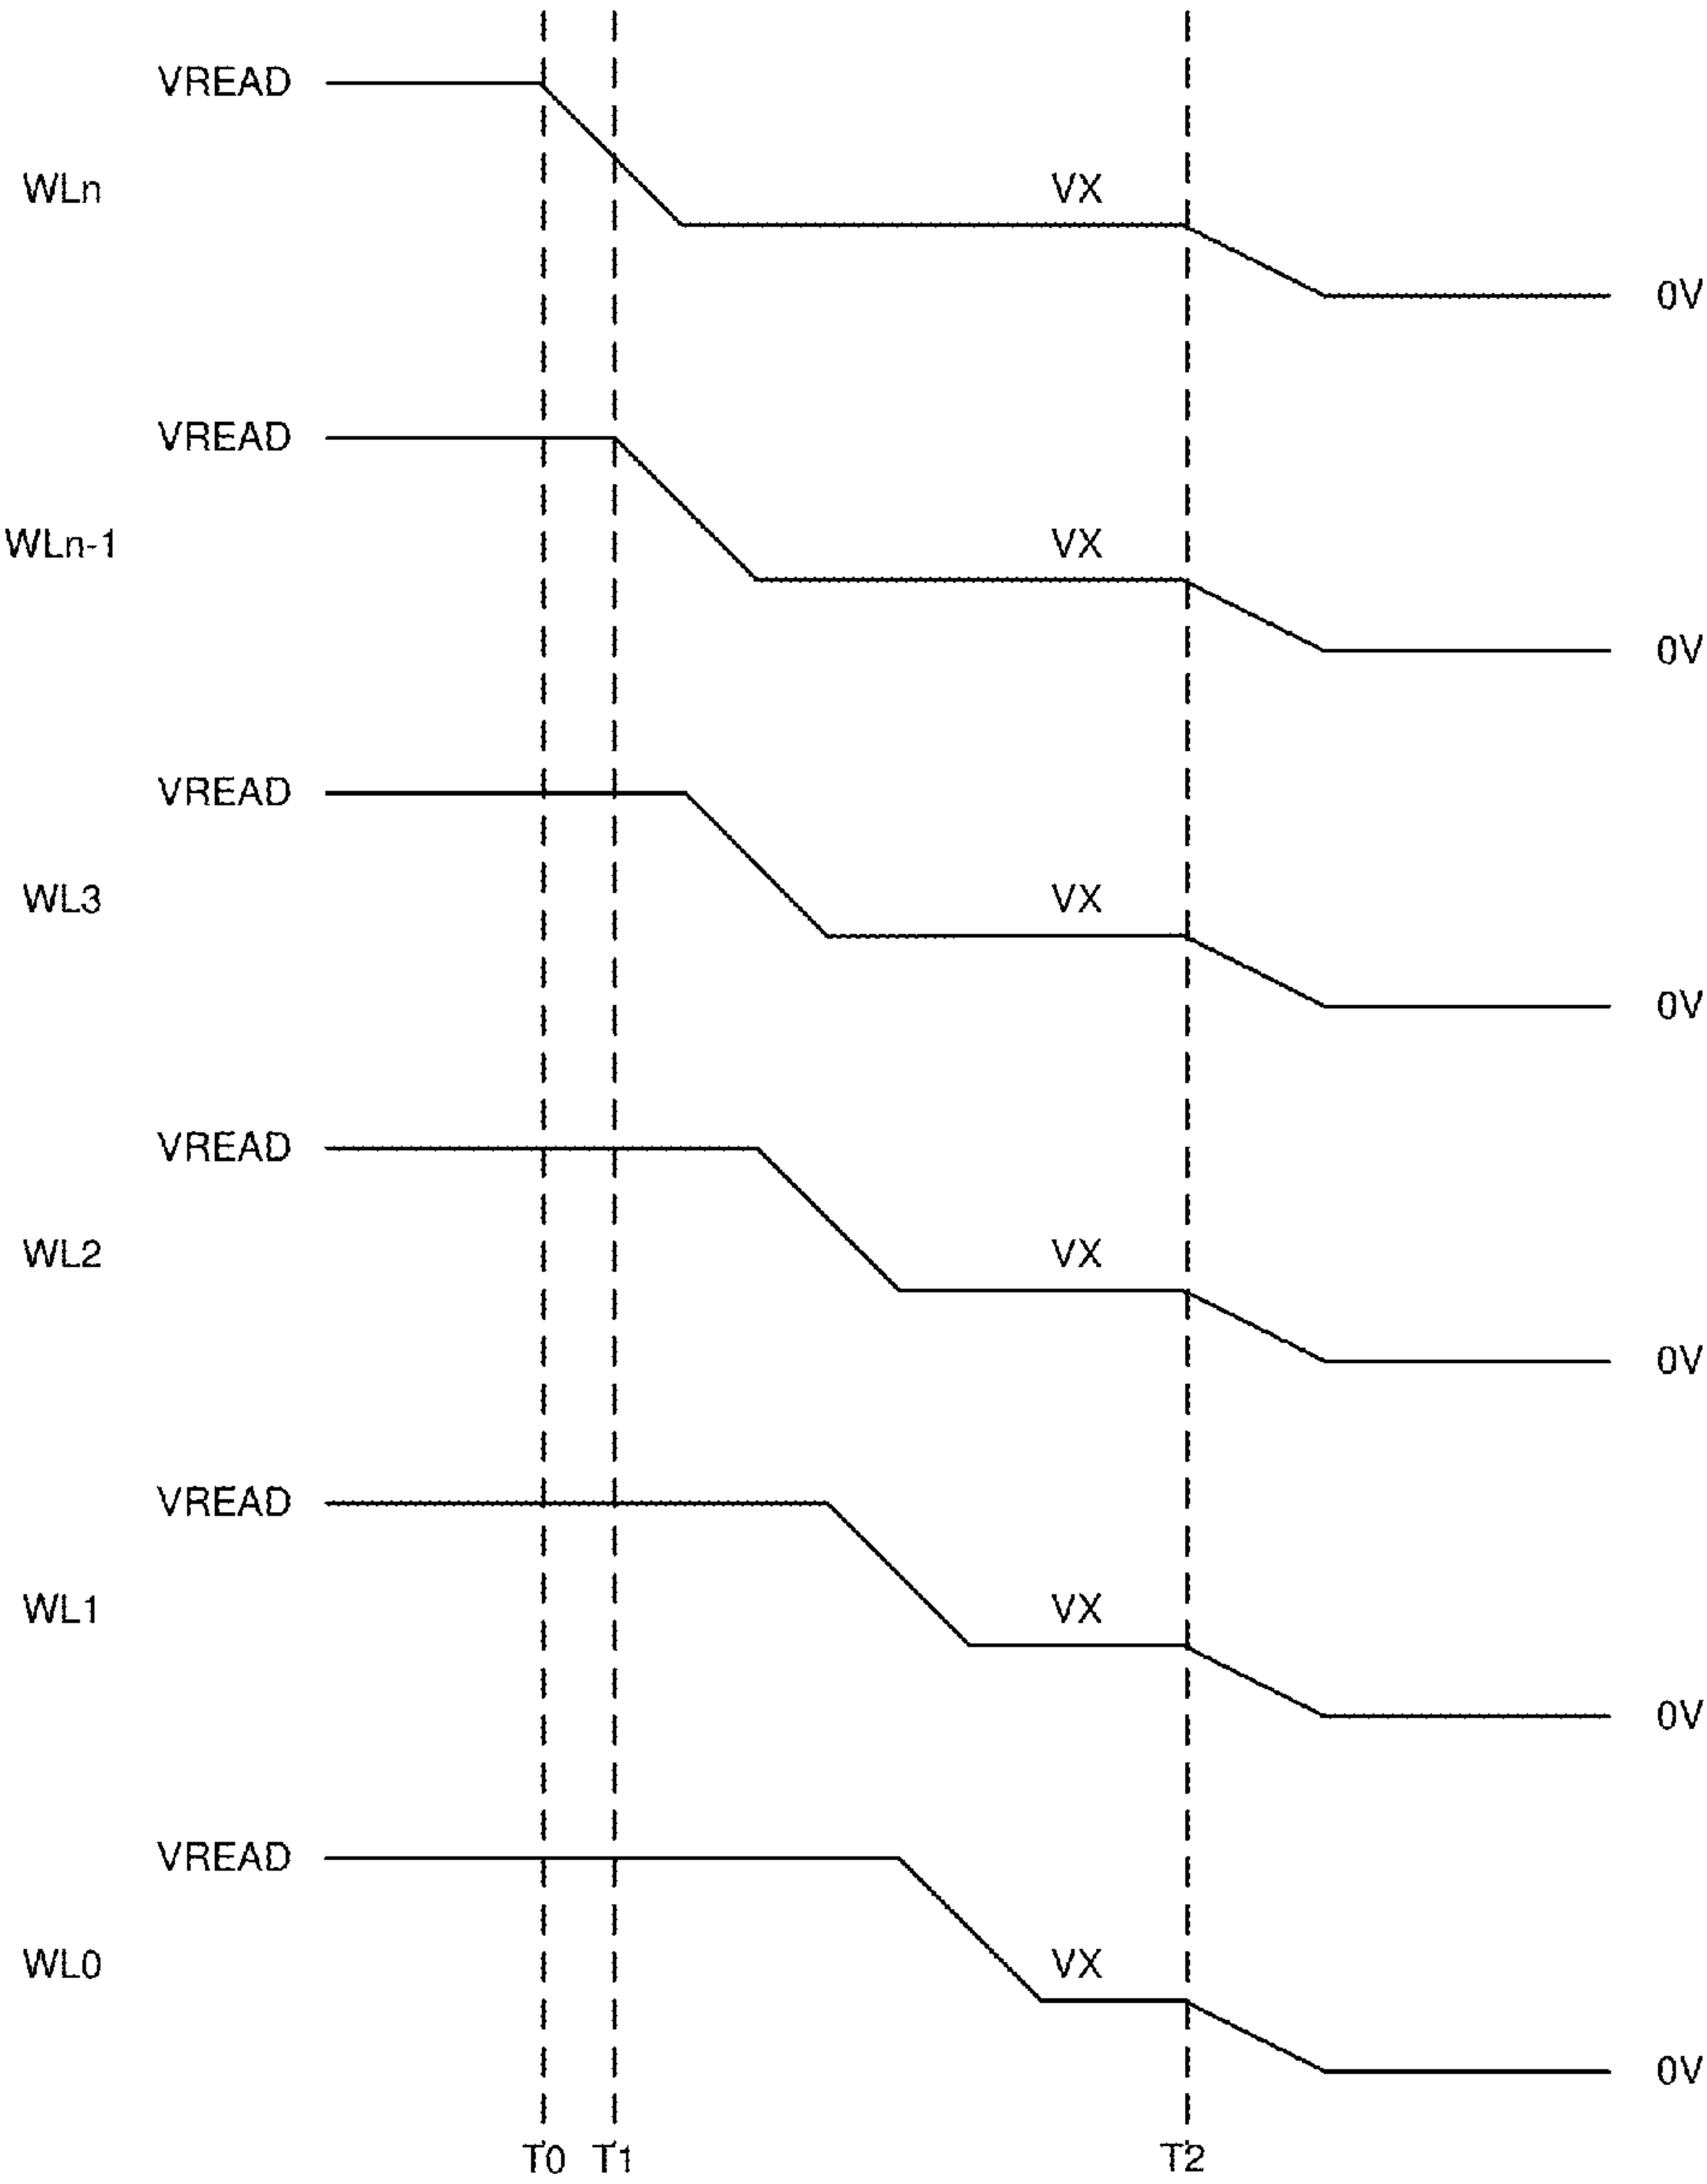 VREAD
WLn VX
0V
VREAD
WLn-1 VX
0V
VREAD
WL3 VX
0V
VREAD
WL2 VX
0V
VREAD
WL1 VX
0V
VREAD
WL0 VX
0V
T0 T1 T2